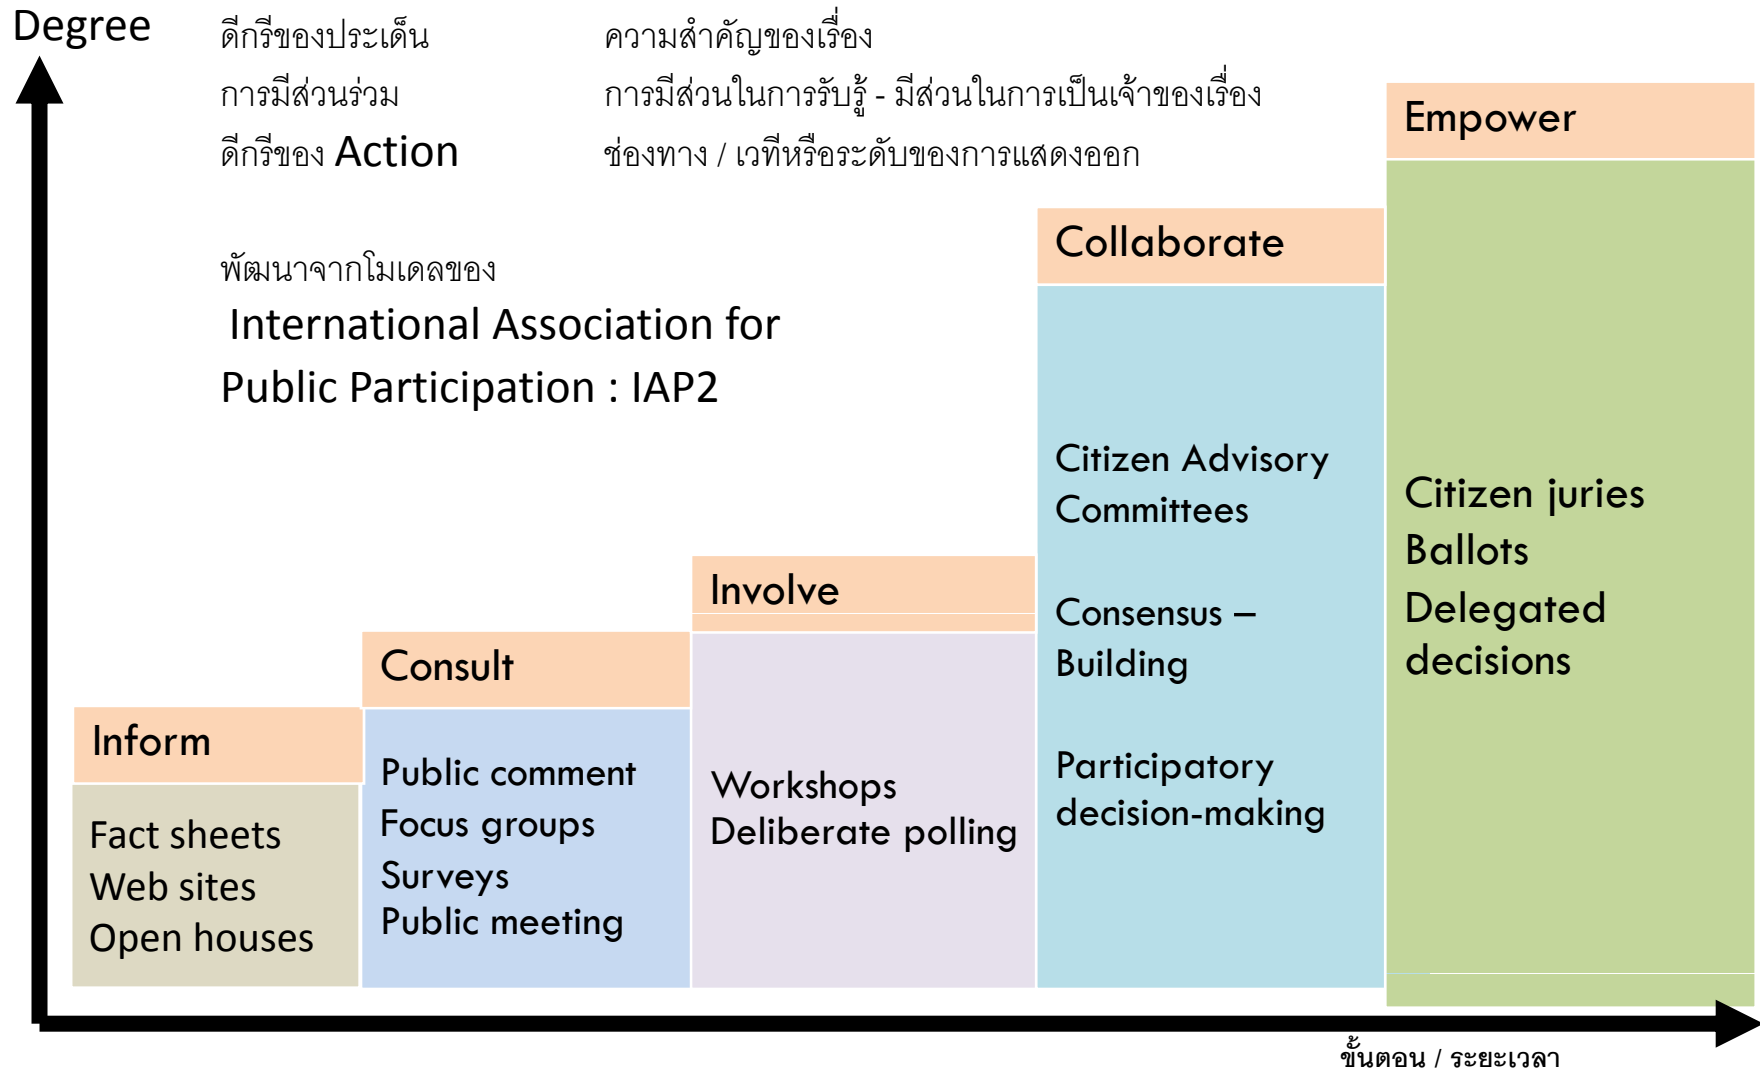 Degree
ดีกรีของประเด็น ความสำคัญของเรื่อง
การมีส่วนร่วม การมีส่วนในการรับรู้ - มีส่วนในการเป็นเจ้าของเรื่อง
ดีกรีของ Action ช่องทาง / เวทีหรือระดับของการแสดงออก
พัฒนาจากโมเดลของ
International Association for
Public Participation : IAP2
Inform
Fact sheets
Web sites
Open houses
Consult
Public comment
Focus groups
Surveys
Public meeting
Involve
Workshops
Deliberate polling
Collaborate
Citizen Advisory
Committees
Consensus –
Building
Participatory
decision-making
Empower
Citizen juries
Ballots
Delegated
decisions
ขั้นตอน / ระยะเวลา